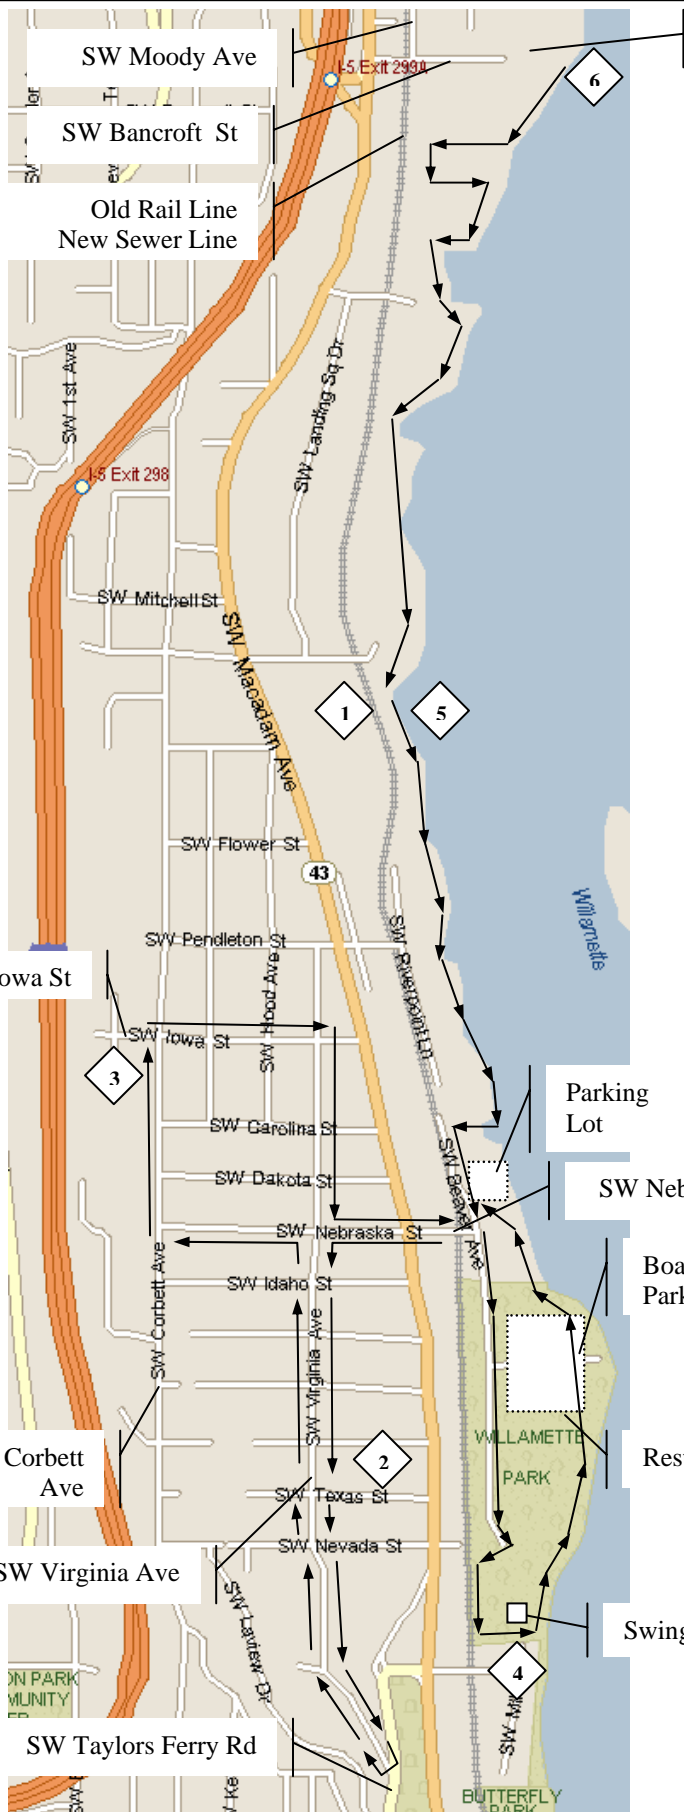 SW Moody Ave
I-5 Exit 299A
6
SW Bancroft St
Old Rail Line
New Sewer Line
SW 1st Ave
SW Landing Sq Dr
I-5 Exit 298
SW Mitchell St
SW Macadam Ave
1
5
SW Flower St
43
Willamette
SW Pendleton St
SW Hood Ave
SW Riverpoint Ln
owa St
SW Iowa St
3
Parking
Lot
SW Carolina St
SW Beaver Ave
SW Dakota St
SW Neb
SW Nebraska St
SW Corbett Ave
SW Idaho St
Boa
Park
SW Virginia Ave
WILLAMETTE
PARK
Corbett
Ave
2
Rest
SW Texas St
SW Nevada St
SW Virginia Ave
SW Laview Dr
Swing
4
ON PARK
MUNITY
SW Taylors Ferry Rd
BUTTERFLY
PARK